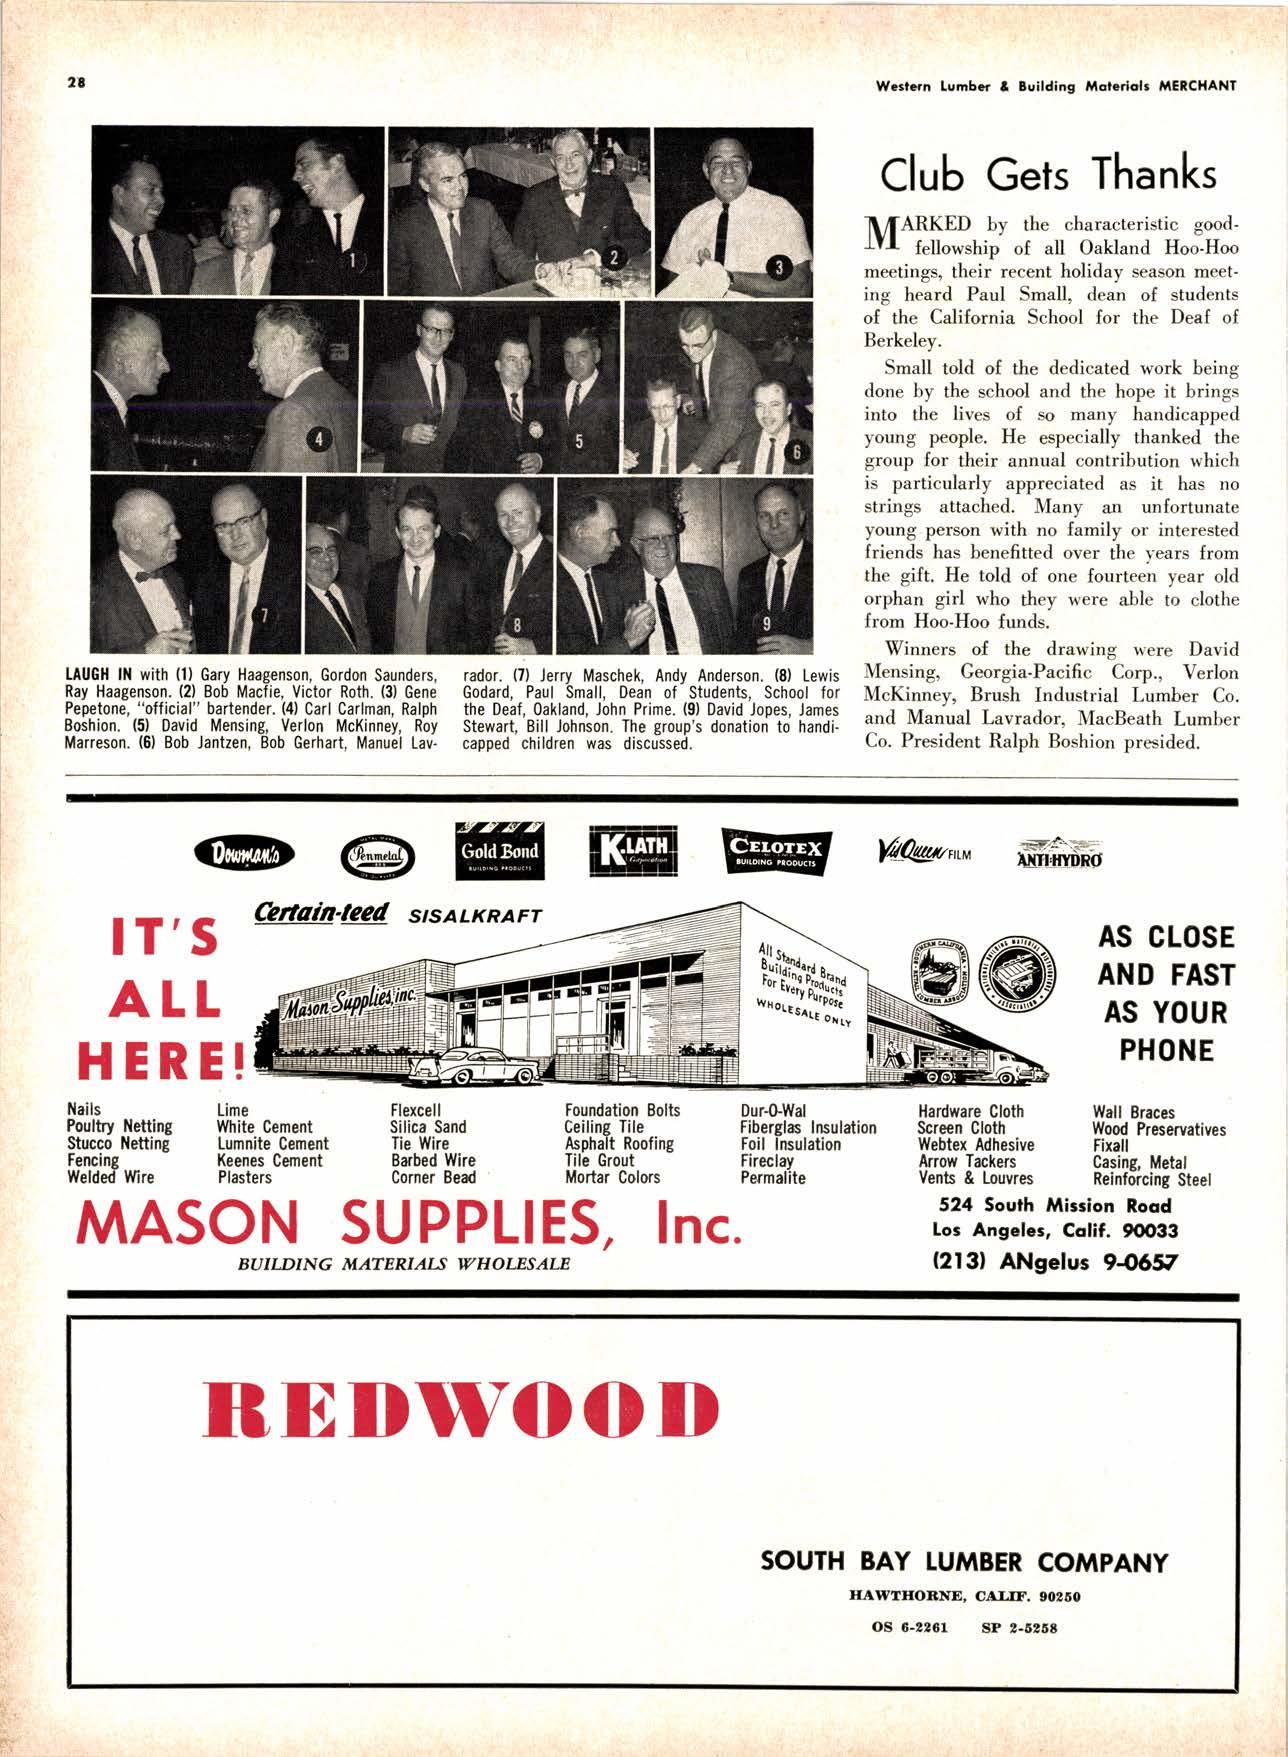 28
Western Lumber & Building Materials MERCHANT
1
2
3
4
5
6
7
8
9
LAUGH IN with (1) Gary Haagenson, Gordon Saunders,
Ray Haagenson. (2) Bob Macfie, Victor Roth. (3) Gene
Pepetone, "official" bartender. (4) Carl Carlman, Ralph
Boshion. (5) David Mensing, Verlon McKinney, Roy
Marreson. (6) Bob Jantzen, Bob Gerhart, Manuel Lav-
rador. (7) Jerry Maschek, Andy Anderson. (8) Lewis
Godard, Paul Small, Dean of Students, School for
the Deaf, Oakland, John Prime. (9) David Jopes, James
Stewart, Bill Johnson. The group's donation to handi-
capped children was discussed.
Club Gets Thanks
MARKED by the characteristic good-
fellowship of all Oakland Hoo-Hoo
meetings, their recent holiday season meet-
ing heard Paul Small, dean of students
of the California School for the Deaf of
Berkeley.
Small told of the dedicated work being
done by the school and the hope it brings
into the lives of so many handicapped
young people. He especially thanked the
group for their annual contribution which
is particularly appreciated as it has no
strings attached. Many an unfortunate
young person with no family or interested
friends has benefitted over the years from
the gift. He told of one fourteen year old
orphan girl who they were able to clothe
from Hoo-Hoo funds.
Winners of the drawing were David
Mensing, Georgia-Pacific Corp., Verlon
McKinney, Brush Industrial Lumber Co.
and Manual Lavrador, MacBeath Lumber
Co. President Ralph Boshion presided.
Dowman's
Penmetal
Gold Bond
BUILDING PRODUCTS
K-LATH
Corporation
CELOTEX
BUILDING PRODUCTS
VisQueen FILM
ANTI-HYDRO
Certain-teed SISALKRAFT
IT'S
ALL
HERE!
Mason Supplies, inc.
All Standard Brand
Building Products
For Every Purpose
WHOLESALE ONLY
SOUTHERN CALIFORNIA
RETAIL LUMBER ASSOCIATION
NATIONAL BUILDING MATERIAL DISTRIBUTORS
ASSOCIATION
AS CLOSE
AND FAST
AS YOUR
PHONE
Nails
Poultry Netting
Stucco Netting
Fencing
Welded Wire
Lime
White Cement
Lumnite Cement
Keenes Cement
Plasters
Flexcell
Silica Sand
Tie Wire
Barbed Wire
Corner Bead
Foundation Bolts
Ceiling Tile
Asphalt Roofing
Tile Grout
Mortar Colors
Dur-O-Wal
Fiberglas Insulation
Foil Insulation
Fireclay
Permalite
Hardware Cloth
Screen Cloth
Webtex Adhesive
Arrow Tackers
Vents & Louvres
Wall Braces
Wood Preservatives
Fixall
Casing, Metal
Reinforcing Steel
MASON SUPPLIES, Inc.
BUILDING MATERIALS WHOLESALE
524 South Mission Road
Los Angeles, Calif. 90033
(213) ANgelus 9-0657
REDWOOD
SOUTH BAY LUMBER COMPANY
HAWTHORNE, CALIF. 90250
OS 6-2261 SP 2-5258